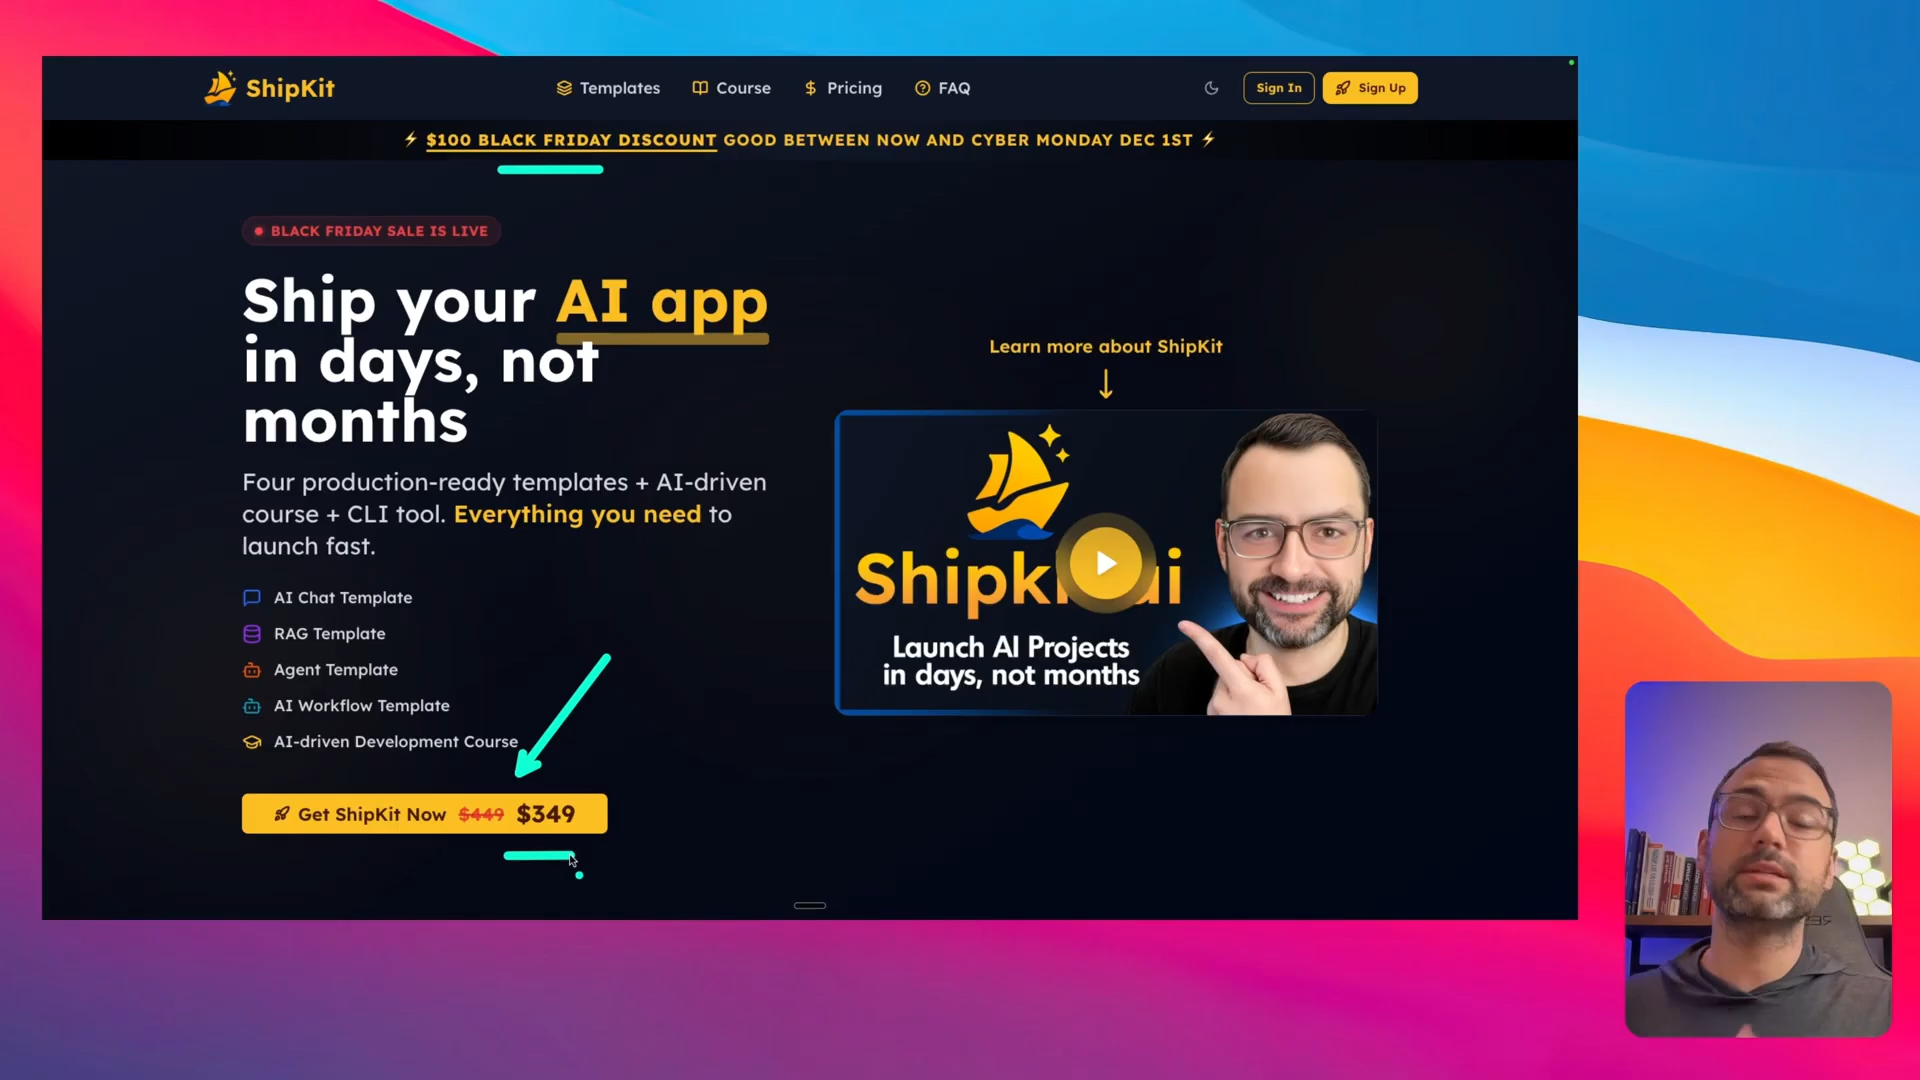 ShipKit
Templates
Course
Pricing
FAQ
Sign In
Sign Up
⚡ $100 BLACK FRIDAY DISCOUNT GOOD BETWEEN NOW AND CYBER MONDAY DEC 1ST ⚡
BLACK FRIDAY SALE IS LIVE
Ship your AI app
in days, not
months
Four production-ready templates + AI-driven
course + CLI tool. Everything you need to
launch fast.
AI Chat Template
RAG Template
Agent Template
AI Workflow Template
AI-driven Development Course
Get ShipKit Now $449 $349
Learn more about ShipKit
Launch AI Projects
in days, not months